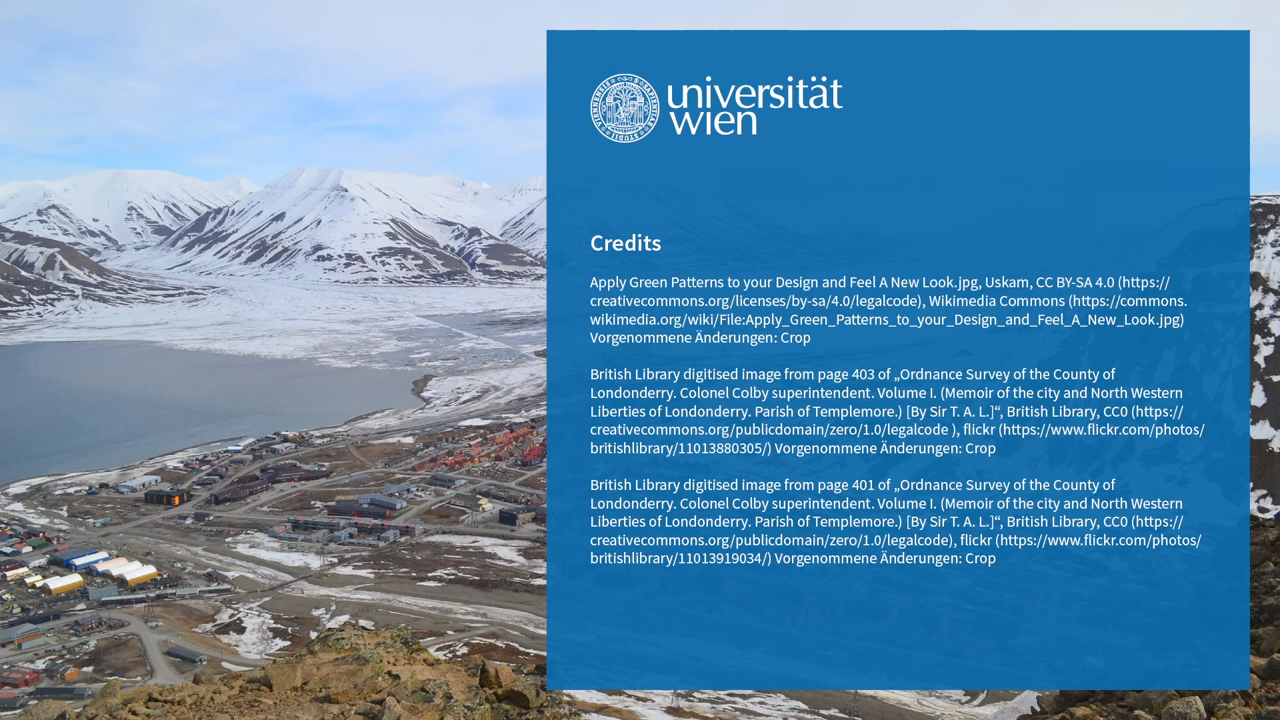 universität
wien
Credits
Apply Green Patterns to your Design and Feel A New Look.jpg, Uskam, CC BY-SA 4.0 (https://
creativecommons.org/licenses/by-sa/4.0/legalcode), Wikimedia Commons (https://commons.
wikimedia.org/wiki/File:Apply_Green_Patterns_to_your_Design_and_Feel_A_New_Look.jpg)
Vorgenommene Änderungen: Crop
British Library digitised image from page 403 of „Ordnance Survey of the County of
Londonderry. Colonel Colby superintendent. Volume I. (Memoir of the city and North Western
Liberties of Londonderry. Parish of Templemore.) [By Sir T. A. L.]“, British Library, CC0 (https://
creativecommons.org/publicdomain/zero/1.0/legalcode ), flickr (https://www.flickr.com/photos/
britishlibrary/11013880305/) Vorgenommene Änderungen: Crop
British Library digitised image from page 401 of „Ordnance Survey of the County of
Londonderry. Colonel Colby superintendent. Volume I. (Memoir of the city and North Western
Liberties of Londonderry. Parish of Templemore.) [By Sir T. A. L.]“, British Library, CC0 (https://
creativecommons.org/publicdomain/zero/1.0/legalcode), flickr (https://www.flickr.com/photos/
britishlibrary/11013919034/) Vorgenommene Änderungen: Crop